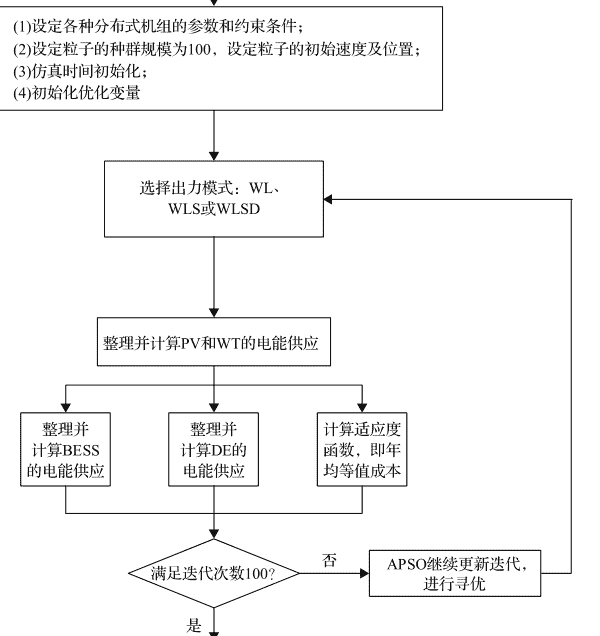 (1)设定各种分布式机组的参数和约束条件；
(2)设定粒子的种群规模为100，设定粒子的初始速度及位置；
(3)仿真时间初始化；
(4)初始化优化变量
选择出力模式：WL、
WLS或WLSD
整理并计算PV和WT的电能供应
整理并
计算BESS
的电能供应
整理并
计算DE的
电能供应
计算适应度
函数，即年
均等值成本
满足迭代次数100?
否
APSO继续更新迭代，
进行寻优
是